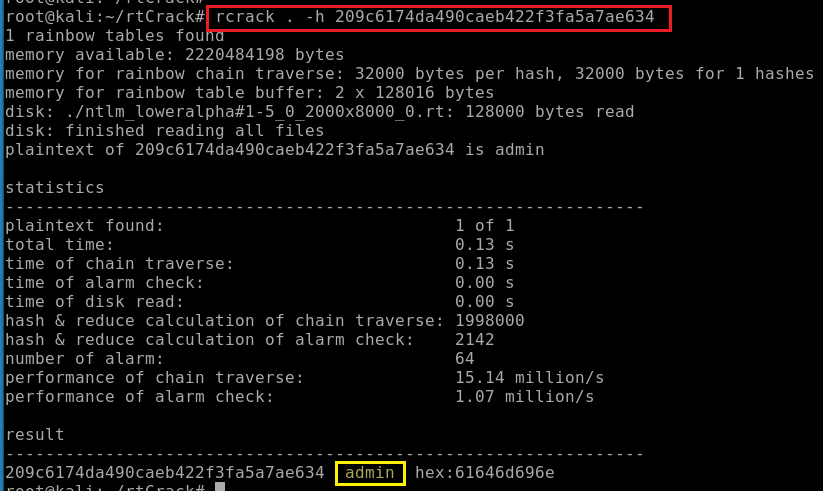 root@kali:~/rtCrack#
root@kali:~/rtCrack# rcrack . -h 209c6174da490caeb422f3fa5a7ae634
1 rainbow tables found
memory available: 2220484198 bytes
memory for rainbow chain traverse: 32000 bytes per hash, 32000 bytes for 1 hashes
memory for rainbow table buffer: 2 x 128016 bytes
disk: ./ntlm_loweralpha#1-5_0_2000x8000_0.rt: 128000 bytes read
disk: finished reading all files
plaintext of 209c6174da490caeb422f3fa5a7ae634 is admin
statistics
----------------------------------------------------------------
plaintext found: 1 of 1
total time: 0.13 s
time of chain traverse: 0.13 s
time of alarm check: 0.00 s
time of disk read: 0.00 s
hash & reduce calculation of chain traverse: 1998000
hash & reduce calculation of alarm check: 2142
number of alarm: 64
performance of chain traverse: 15.14 million/s
performance of alarm check: 1.07 million/s
result
----------------------------------------------------------------
209c6174da490caeb422f3fa5a7ae634 admin hex:61646d696e
root@kali:~/rtCrack#